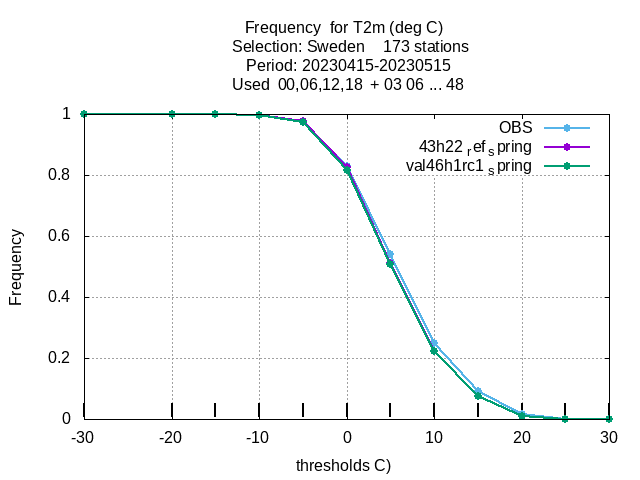 Frequency  for T2m (deg C)
Selection: Sweden    173 stations
Period: 20230415-20230515
Used  00,06,12,18  + 03 06 ... 48
OBS
43h22 ref spring
val46h1rc1 spring
1
0.8
0.6
0.4
0.2
0
Frequency
-30 -20 -10 0 10 20 30
thresholds C)